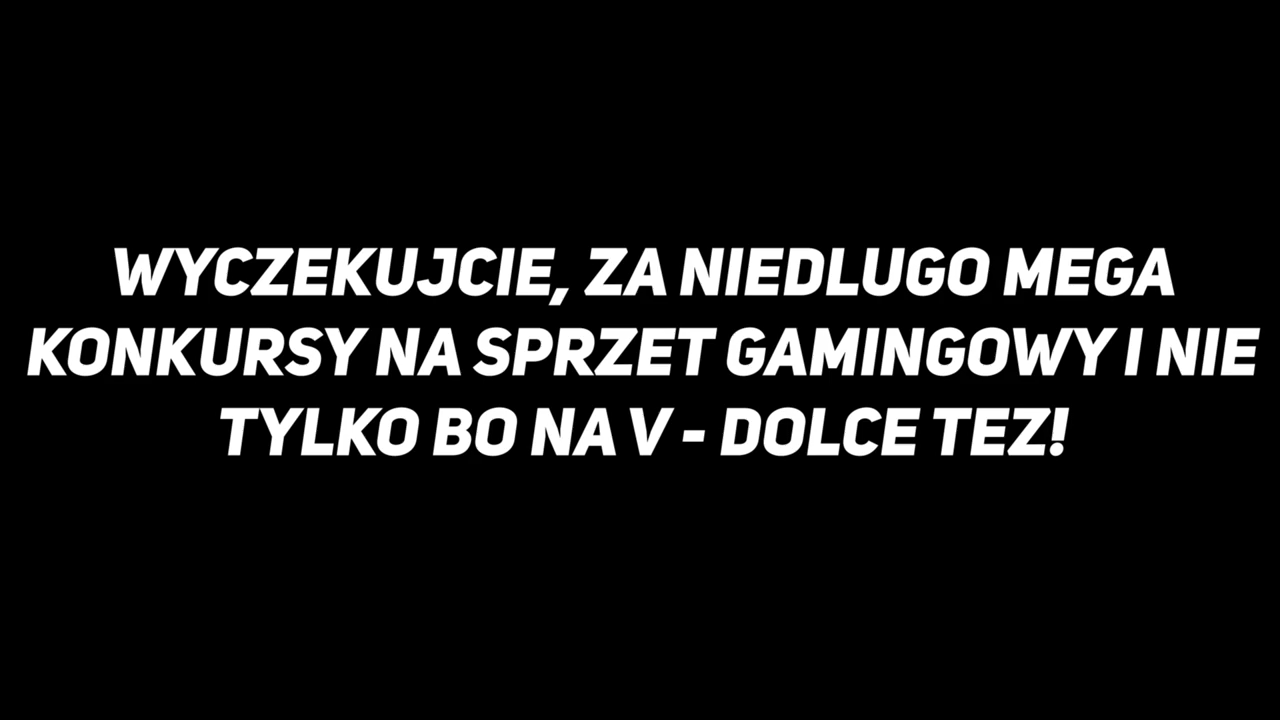 WYCZEKUJCIE, ZA NIEDLUGO MEGA
KONKURSY NA SPRZET GAMINGOWY I NIE
TYLKO BO NA V - DOLCE TEZ!